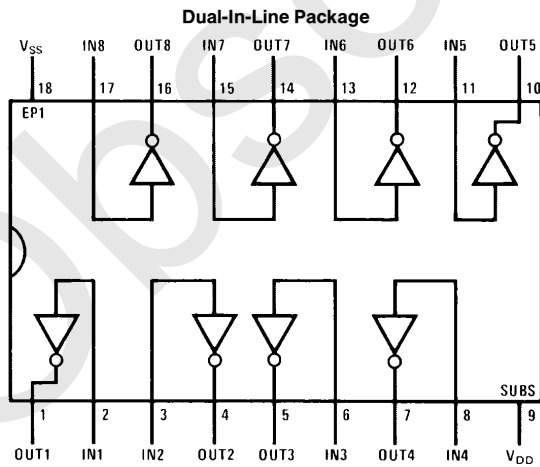 Dual-In-Line Package
VSS IN8 OUT8 IN7 OUT7 IN6 OUT6 IN5 OUT5
18 17 16 15 14 13 12 11 10
EP1
SUBS
1 2 3 4 5 6 7 8 9
OUT1 IN1 IN2 OUT2 OUT3 IN3 OUT4 IN4 VDD